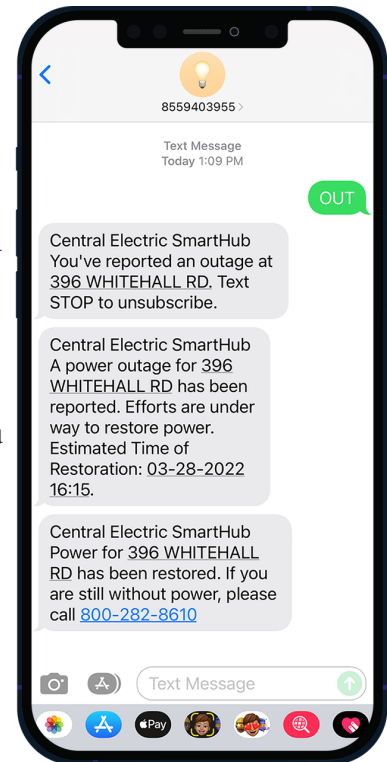 8559403955
Text Message
Today 1:09 PM
OUT
Central Electric SmartHub
You've reported an outage at
396 WHITEHALL RD. Text
STOP to unsubscribe.
Central Electric SmartHub
A power outage for 396
WHITEHALL RD has been
reported. Efforts are under
way to restore power.
Estimated Time of
Restoration: 03-28-2022
16:15.
Central Electric SmartHub
Power for 396 WHITEHALL
RD has been restored. If you
are still without power, please
call 800-282-8610
Text Message
Pay